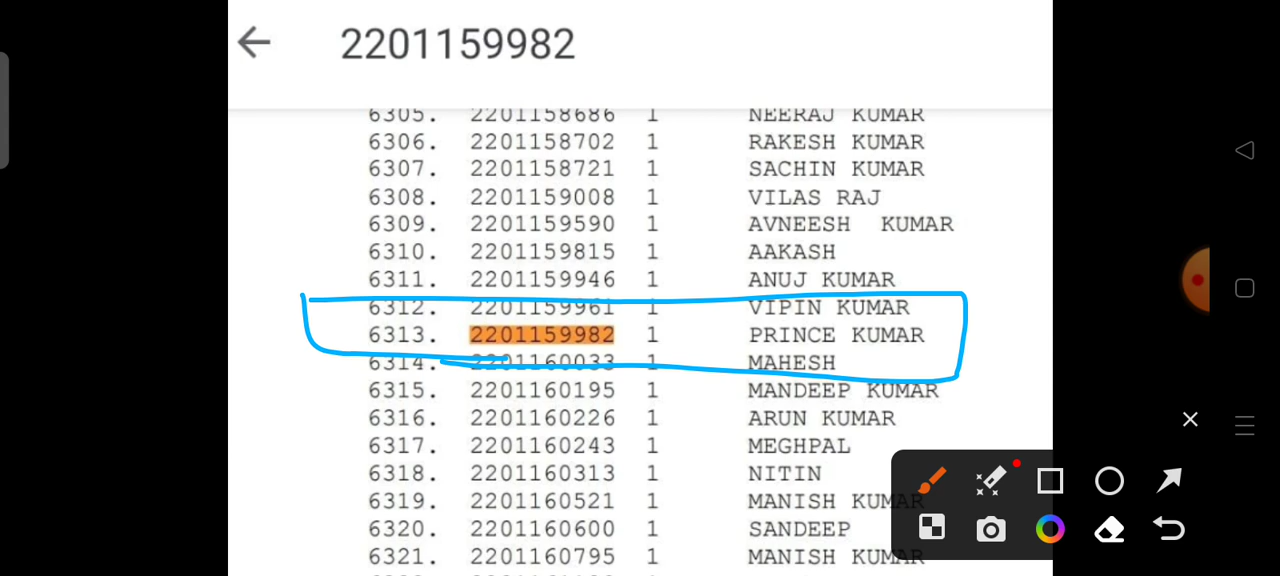 2201159982
6305. 2201158686 1 NEERAJ KUMAR
6306. 2201158702 1 RAKESH KUMAR
6307. 2201158721 1 SACHIN KUMAR
6308. 2201159008 1 VILAS RAJ
6309. 2201159590 1 AVNEESH KUMAR
6310. 2201159815 1 AAKASH
6311. 2201159946 1 ANUJ KUMAR
6312. 2201159961 1 VIPIN KUMAR
6313. 2201159982 1 PRINCE KUMAR
6314. 2201160033 1 MAHESH
6315. 2201160195 1 MANDEEP KUMAR
6316. 2201160226 1 ARUN KUMAR
6317. 2201160243 1 MEGHPAL
6318. 2201160313 1 NITIN
6319. 2201160521 1 MANISH KUMAR
6320. 2201160600 1 SANDEEP
6321. 2201160795 1 MANISH KUMAR